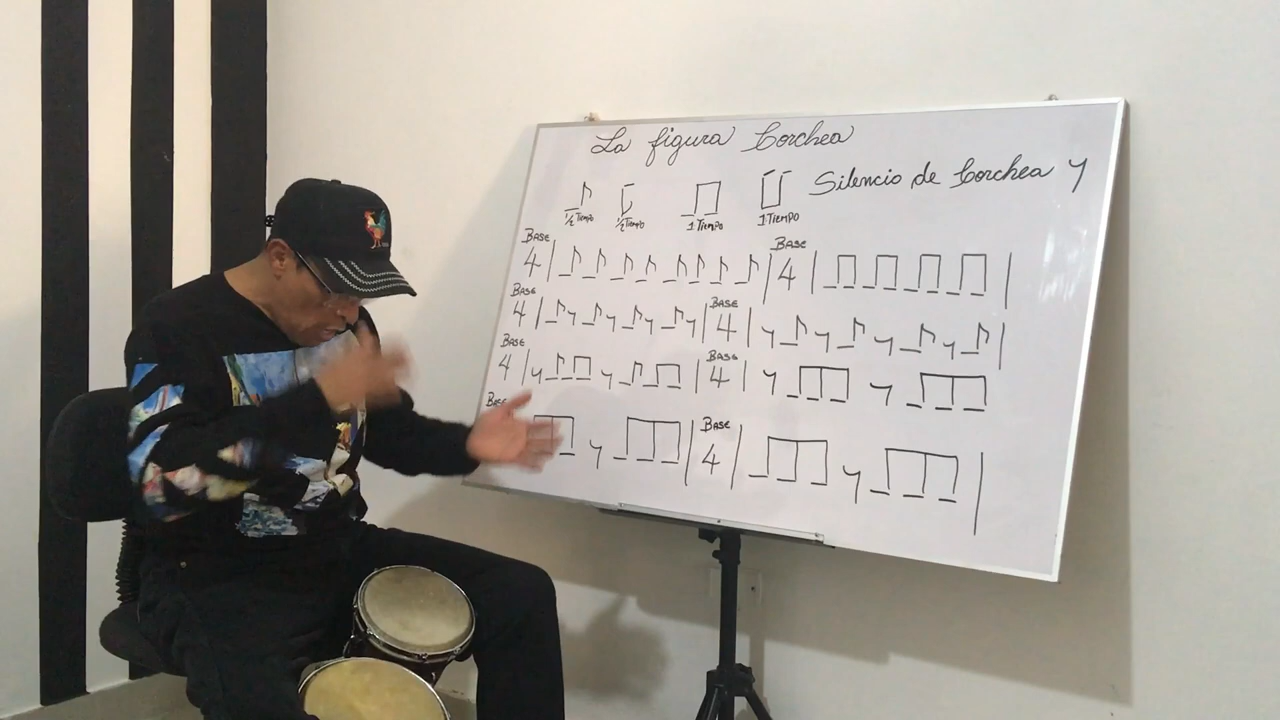 La figura Corchea
Silencio de Corchea
1/2 TIEMPO 1/2 TIEMPO 1 TIEMPO 1 TIEMPO
BASE BASE
4 4
BASE BASE
4 4
BASE BASE
4 4
BASE BASE
4